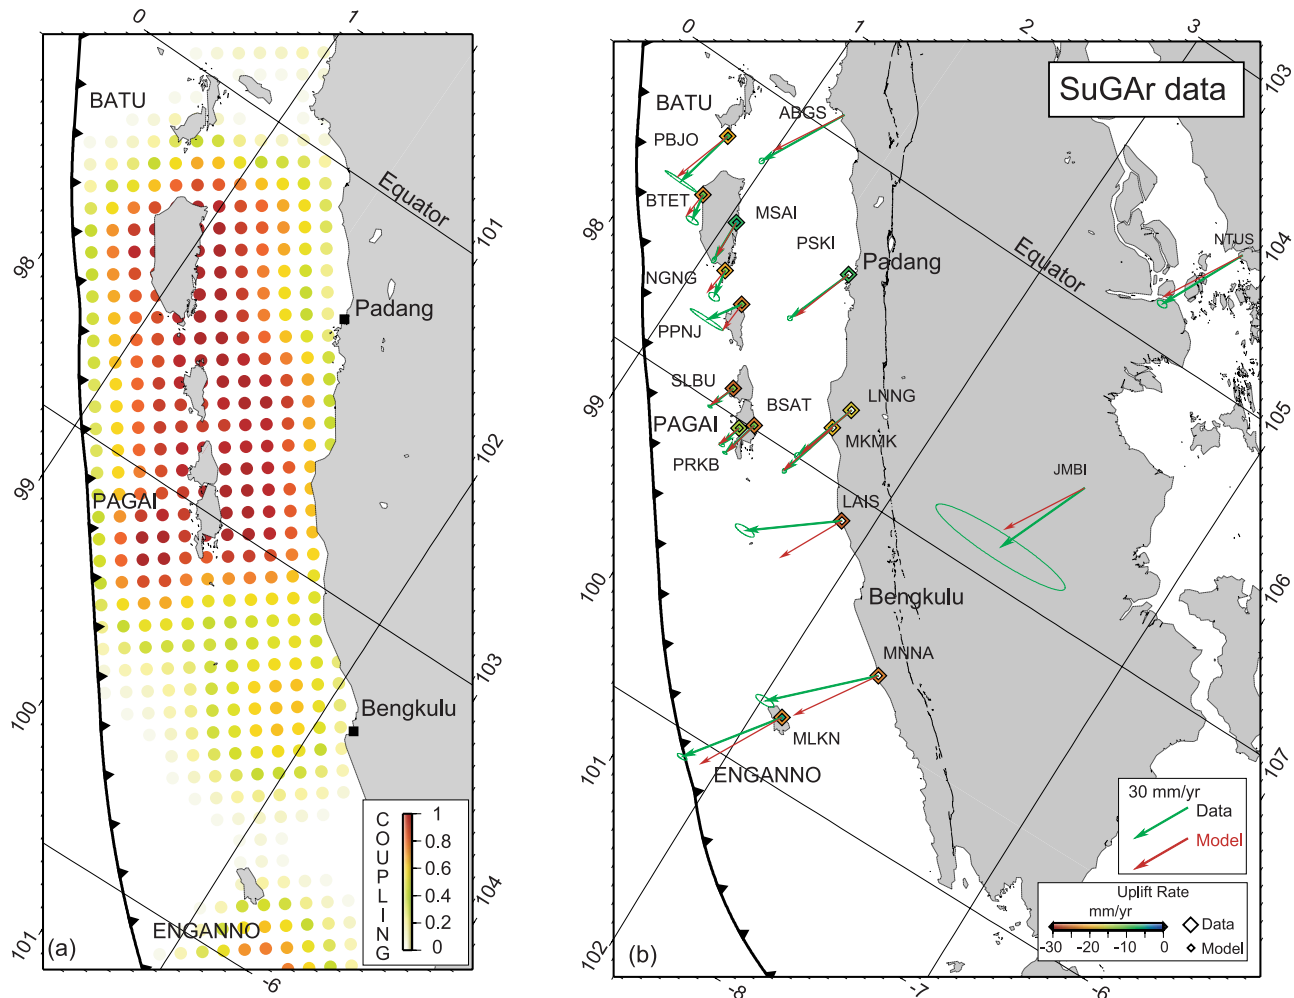 0
1
BATU
Equator
101
98
Padang
102
99
PAGAI
103
100
Bengkulu
104
ENGANNO
101
(a)
-6
COUPLING
1
0.8
0.6
0.4
0.2
0
0
1
2
3
103
SuGAr data
BATU
ABGS
PBJO
BTET
MSAI
NTUS
104
98
PSKI
Padang
Equator
NGNG
PPNJ
SLBU
BSAT
LNNG
99
PAGAI
MKMK
105
PRKB
JMBI
LAIS
100
Bengkulu
106
MNNA
MLKN
ENGANNO
101
107
30 mm/yr
Data
Model
Uplift Rate
mm/yr
Data
-30
-20
-10
0
Model
(b)
102
-8
-7
-6